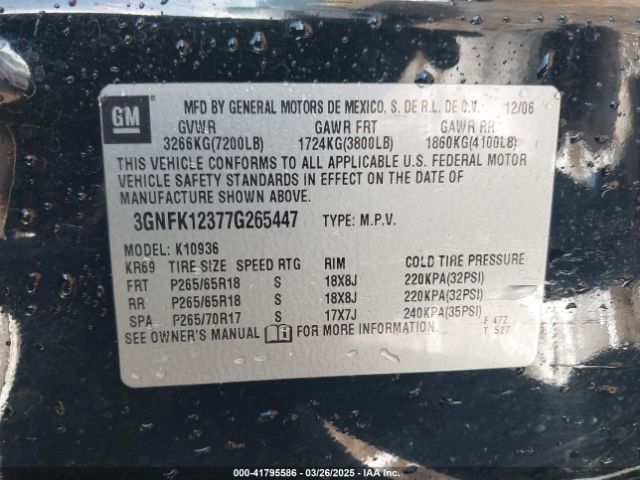 GM
MFD BY GENERAL MOTORS DE MEXICO, S. DE R.L. DE C.V. 12/06
GVWR GAWR FRT GAWR RR
3266KG(7200LB) 1724KG(3800LB) 1860KG(4100LB)
THIS VEHICLE CONFORMS TO ALL APPLICABLE U.S. FEDERAL MOTOR
VEHICLE SAFETY STANDARDS IN EFFECT ON THE DATE OF
MANUFACTURE SHOWN ABOVE.
3GNFK12377G265447 TYPE: M.P.V.
MODEL: K10936
KR69 TIRE SIZE SPEED RTG RIM COLD TIRE PRESSURE
FRT P265/65R18 S 18X8J 220KPA(32PSI)
RR P265/65R18 S 18X8J 220KPA(32PSI)
SPA P265/70R17 S 17X7J 240KPA(35PSI)
SEE OWNER'S MANUAL FOR MORE INFORMATION.
F 477
T 527
000-41795586 | 03/26/2025 | IAA Inc.